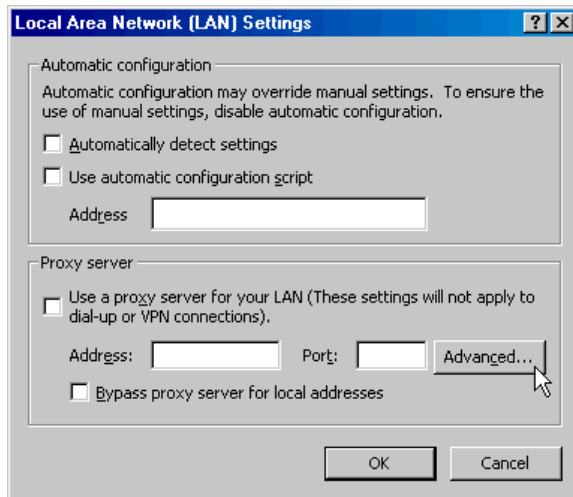 Local Area Network (LAN) Settings
Automatic configuration
Automatic configuration may override manual settings.  To ensure the
use of manual settings, disable automatic configuration.
Automatically detect settings
Use automatic configuration script
Address
Proxy server
Use a proxy server for your LAN (These settings will not apply to
dial-up or VPN connections).
Address: Port: Advanced...
Bypass proxy server for local addresses
OK Cancel